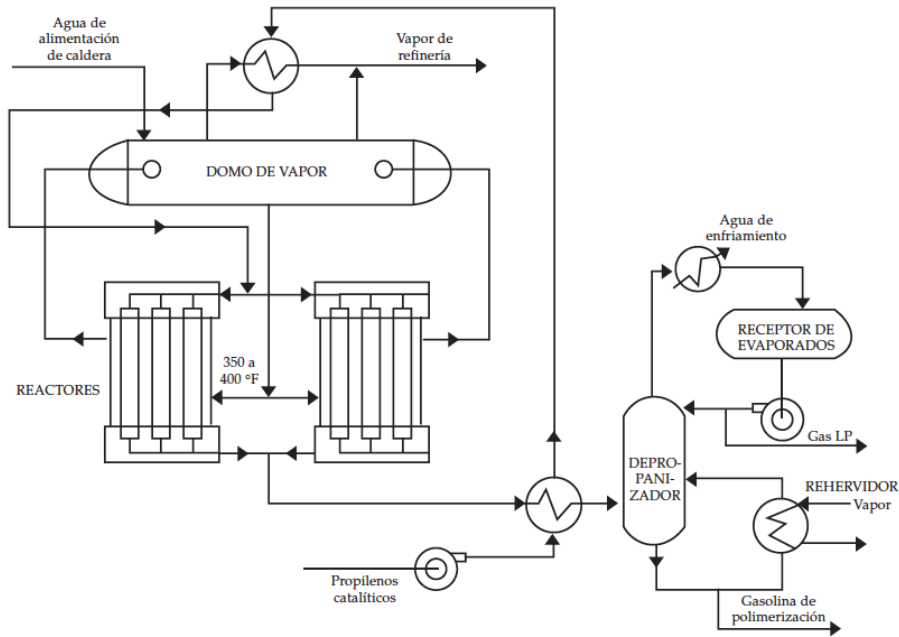 Agua de
alimentación
de caldera
Vapor de
refinería
DOMO DE VAPOR
Agua de
enfriamiento
RECEPTOR DE
EVAPORADOS
REACTORES
350 a
400 °F
Gas LP
DEPRO-
PANI-
ZADOR
REHERVIDOR
Vapor
Propilenos
catalíticos
Gasolina de
polimerización